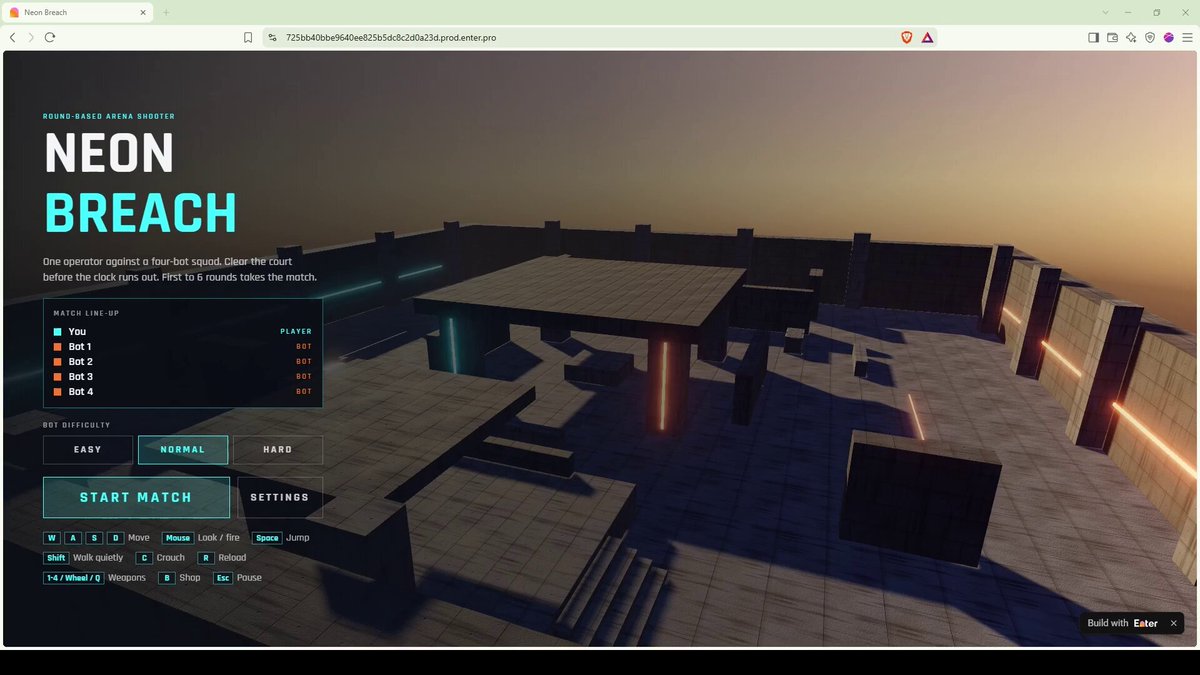 Neon Breach
725bb40bbe9640ee825b5dc8c2d0a23d.prod.enter.pro
ROUND-BASED ARENA SHOOTER
NEON
BREACH
One operator against a four-bot squad. Clear the court
before the clock runs out. First to 6 rounds takes the match.
MATCH LINE-UP
You PLAYER
Bot 1 BOT
Bot 2 BOT
Bot 3 BOT
Bot 4 BOT
BOT DIFFICULTY
EASY NORMAL HARD
START MATCH SETTINGS
W A S D Move Mouse Look / fire Space Jump
Shift Walk quietly C Crouch R Reload
1-4 / Wheel / Q Weapons B Shop Esc Pause
Build with Enter